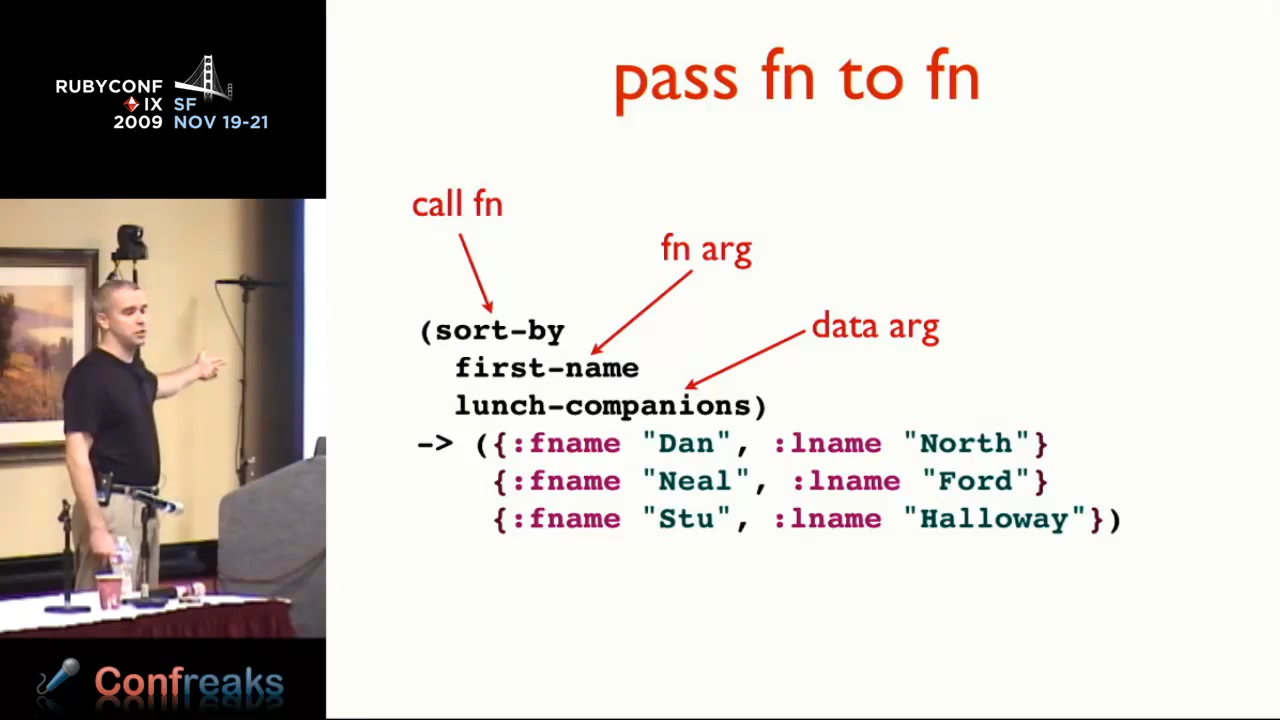 RUBYCONF
IX SF
2009 NOV 19-21
pass fn to fn
call fn
fn arg
data arg
(sort-by
first-name
lunch-companions)
-> ({:fname "Dan", :lname "North"}
{:fname "Neal", :lname "Ford"}
{:fname "Stu", :lname "Halloway"})
Confreaks